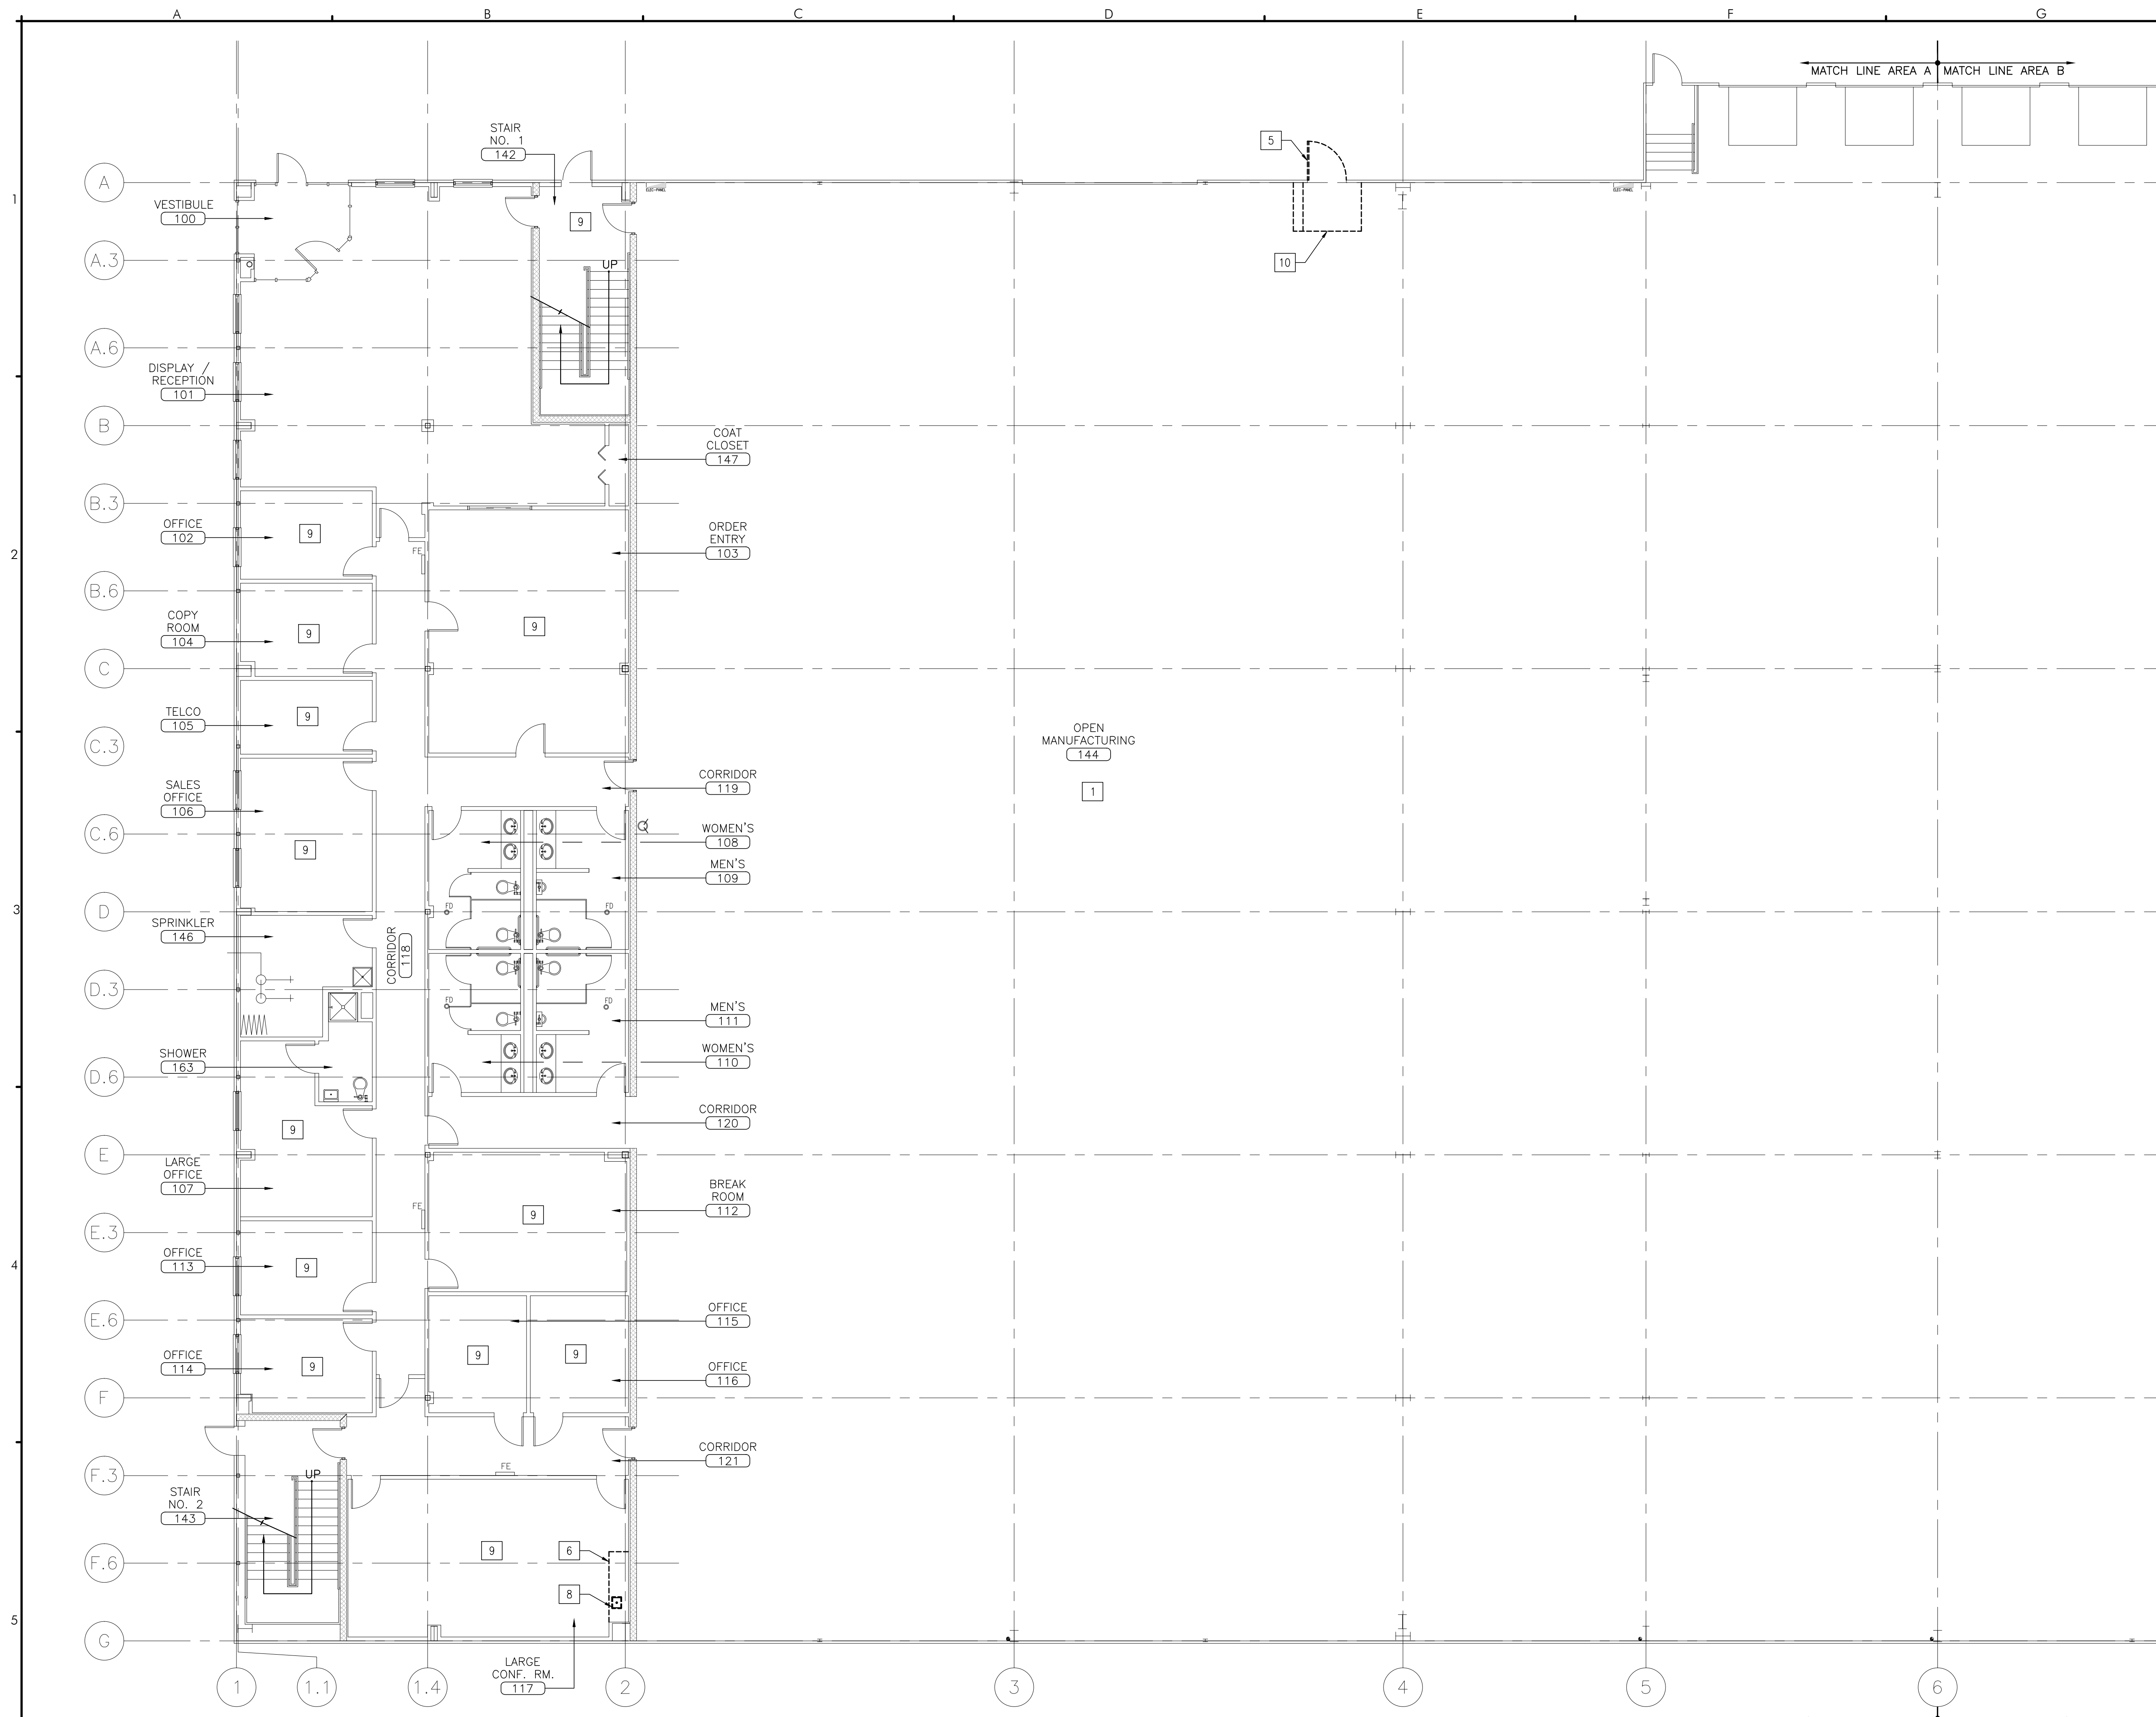 A
B
C
D
E
F
G
MATCH LINE AREA A
MATCH LINE AREA B
1
2
3
4
5
STAIR
NO. 1
142
5
A
9
ELEC-PANEL
ELEC-PANEL
VESTIBULE
100
A.3
UP
10
A.6
DISPLAY /
RECEPTION
101
B
COAT
CLOSET
147
B.3
OFFICE
102
9
FE
ORDER
ENTRY
103
B.6
COPY
ROOM
104
9
9
C
TELCO
105
9
OPEN
MANUFACTURING
144
1
C.3
CORRIDOR
119
SALES
OFFICE
106
C.6
9
WOMEN'S
108
MEN'S
109
D
FD
FD
SPRINKLER
146
CORRIDOR
118
D.3
FD
FD
MEN'S
111
SHOWER
163
WOMEN'S
110
D.6
9
CORRIDOR
120
E
LARGE
OFFICE
107
BREAK
ROOM
112
FE
9
E.3
OFFICE
113
9
E.6
OFFICE
115
OFFICE
114
9
9
9
OFFICE
116
F
CORRIDOR
121
F.3
UP
FE
STAIR
NO. 2
143
9
6
F.6
8
G
LARGE
CONF. RM.
117
1
1.1
1.4
2
3
4
5
6